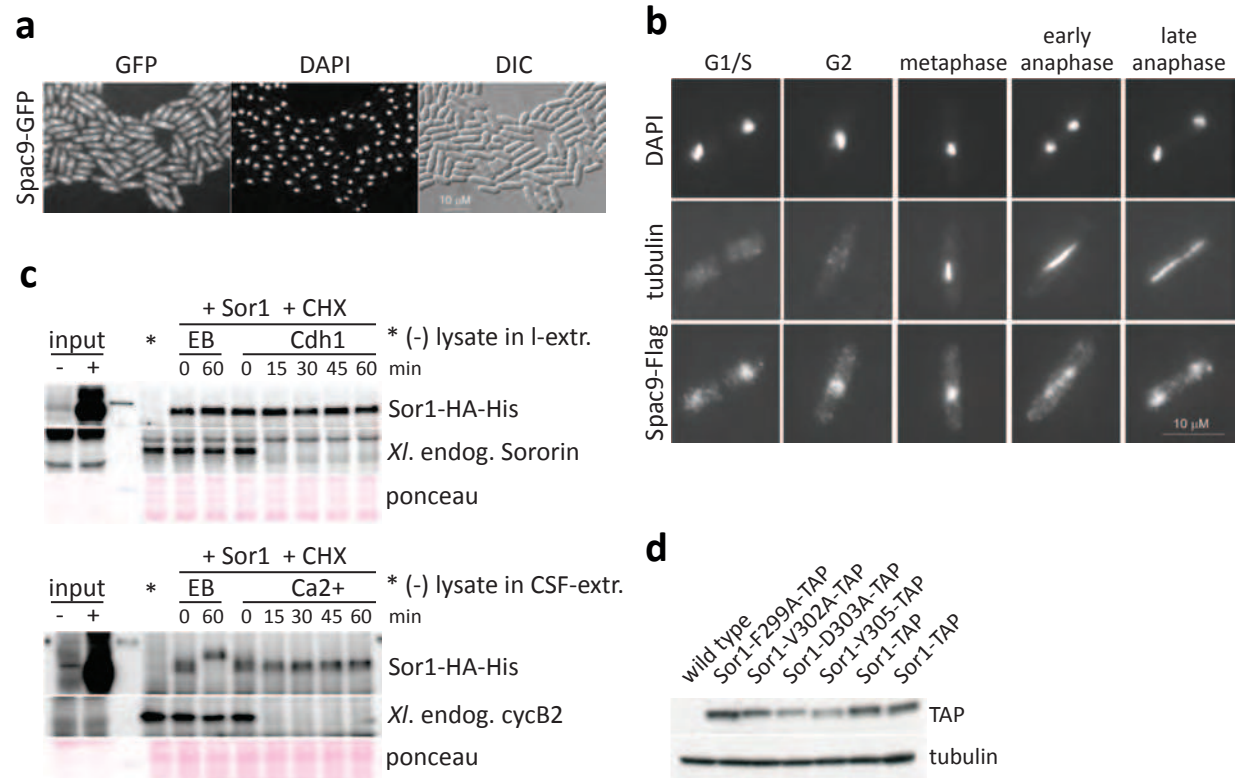 a
GFP DAPI DIC
Spac9-GFP
10 µM
b
G1/S G2 metaphase early anaphase late anaphase
DAPI
tubulin
Spac9-Flag
10 µM
c
+ Sor1 + CHX
input * EB Cdh1 * (-) lysate in I-extr.
- + 0 60 0 15 30 45 60 min
Sor1-HA-His
Xl. endog. Sororin
ponceau
+ Sor1 + CHX
input * EB Ca2+ * (-) lysate in CSF-extr.
- + 0 60 0 15 30 45 60 min
Sor1-HA-His
Xl. endog. cycB2
ponceau
d
wild type
Sor1-F299A-TAP
Sor1-V302A-TAP
Sor1-D303A-TAP
Sor1-Y305-TAP
Sor1-TAP
Sor1-TAP
TAP
tubulin